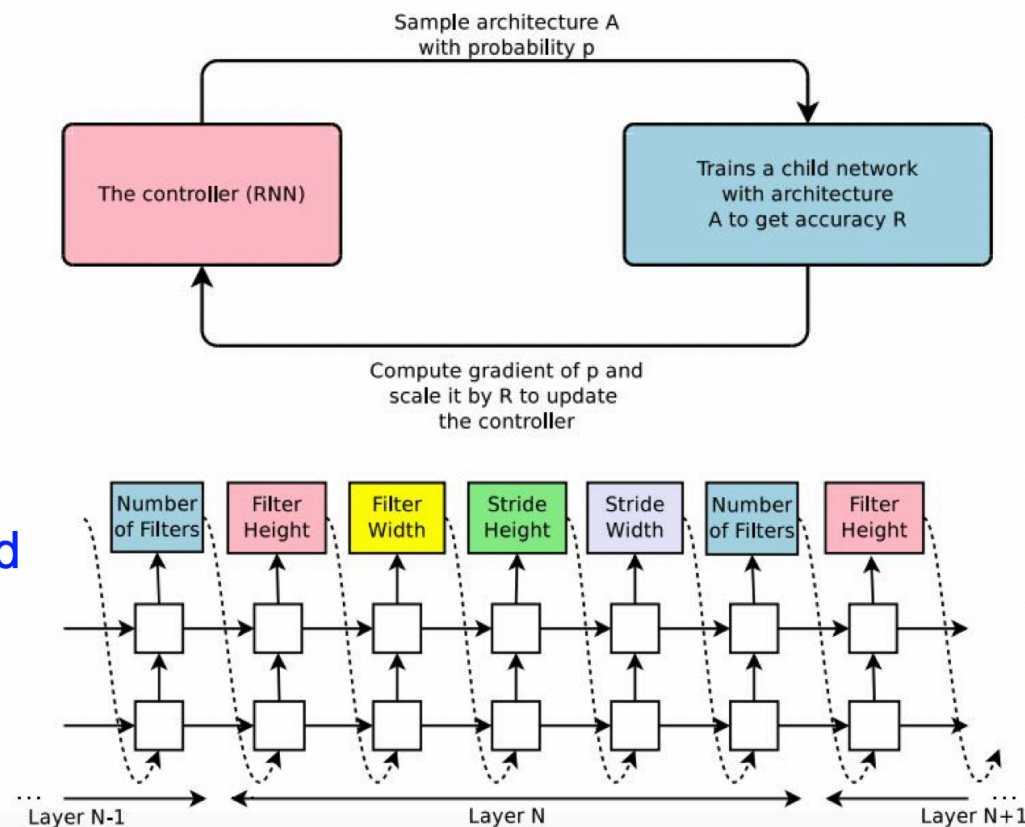 Sample architecture A
with probability p
The controller (RNN)
Trains a child network
with architecture
A to get accuracy R
Compute gradient of p and
scale it by R to update
the controller
d
Number
of Filters
Filter
Height
Filter
Width
Stride
Height
Stride
Width
Number
of Filters
Filter
Height
...
Layer N-1
Layer N
...
Layer N+1